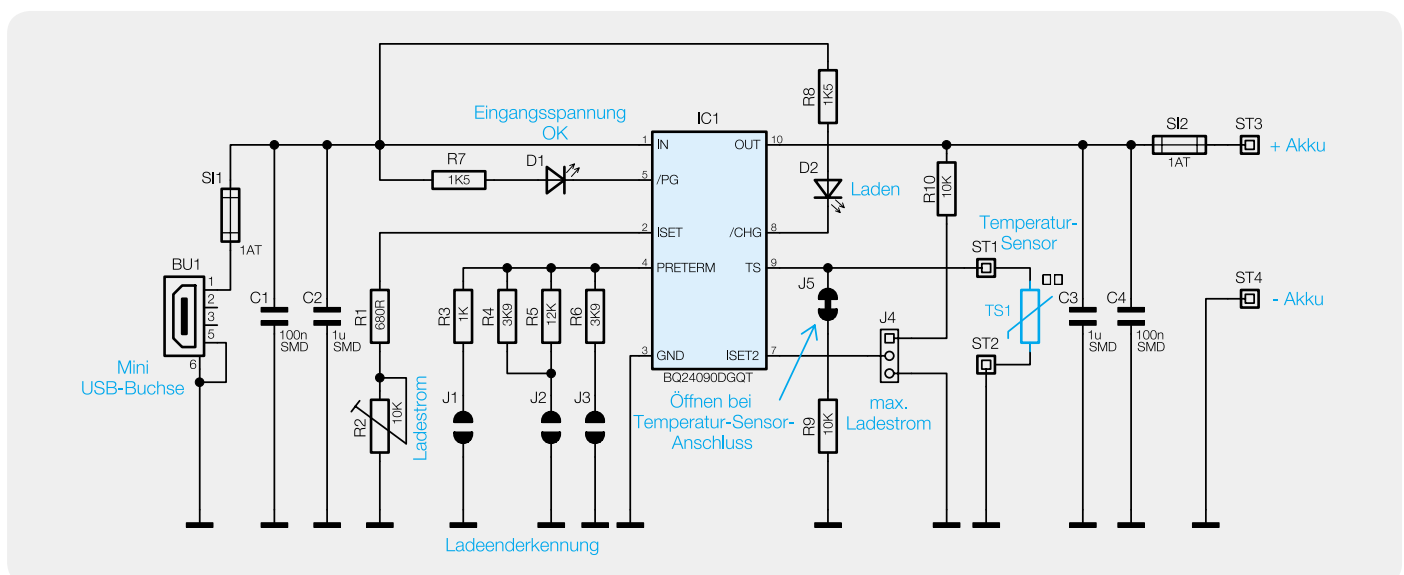 R8
1K5
Eingangsspannung
OK
IC1
1
IN
OUT
10
SI2
1AT
ST3
+ Akku
R7
1K5
D1
5
/PG
D2
Laden
R10
10K
SI1
1AT
2
ISET
/CHG
8
Temperatur-
Sensor
ST1
BU1
1
2
3
5
6
Mini
USB-Buchse
C1
100n
SMD
C2
1u
SMD
R1
680R
4
PRETERM
TS
9
R3
1K
R4
3K9
R5
12K
R6
3K9
J5
J4
TS1
C3
1u
SMD
C4
100n
SMD
ST4
- Akku
ST2
3
GND
ISET2
7
BQ24090DGQT
R2
10K
Ladestrom
J1
J2
J3
Öffnen bei
Temperatur-Sensor-
Anschluss
R9
10K
max.
Ladestrom
Ladeenderkennung